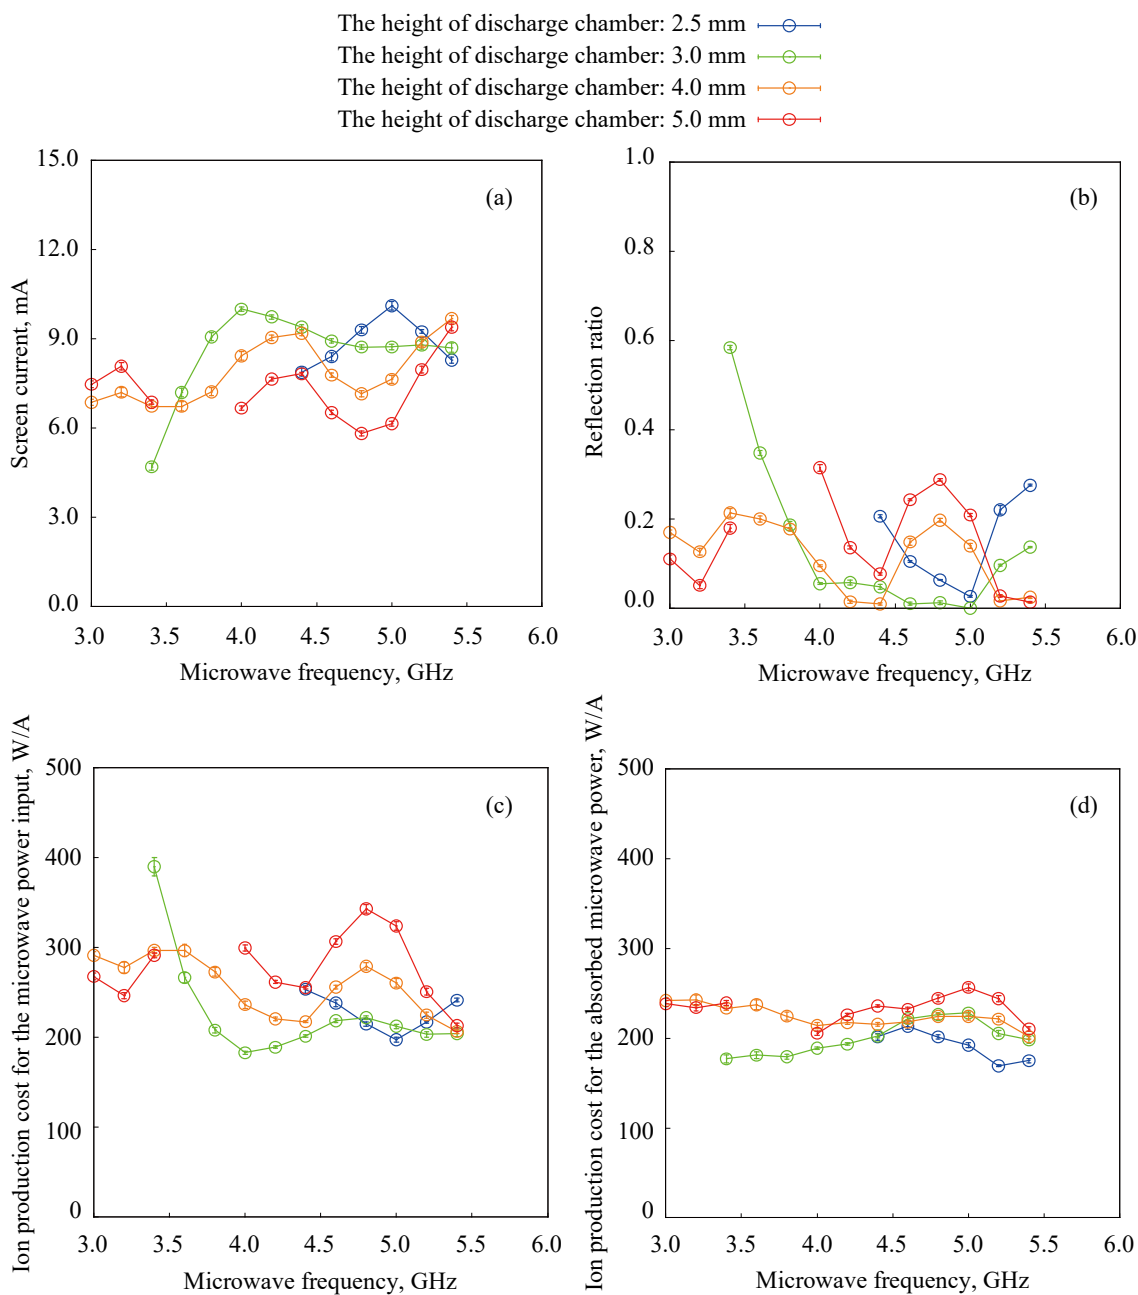 The height of discharge chamber: 2.5 mm
The height of discharge chamber: 3.0 mm
The height of discharge chamber: 4.0 mm
The height of discharge chamber: 5.0 mm
15.0
12.0
9.0
6.0
3.0
0.0
Screen current, mA
(a)
3.0 3.5 4.0 4.5 5.0 5.5 6.0
Microwave frequency, GHz
1.0
0.8
0.6
0.4
0.2
0.0
Reflection ratio
(b)
3.0 3.5 4.0 4.5 5.0 5.5 6.0
Microwave frequency, GHz
500
400
300
200
100
0
Ion production cost for the microwave power input, W/A
(c)
3.0 3.5 4.0 4.5 5.0 5.5 6.0
Microwave frequency, GHz
500
400
300
200
100
0
Ion production cost for the absorbed microwave power, W/A
(d)
3.0 3.5 4.0 4.5 5.0 5.5 6.0
Microwave frequency, GHz